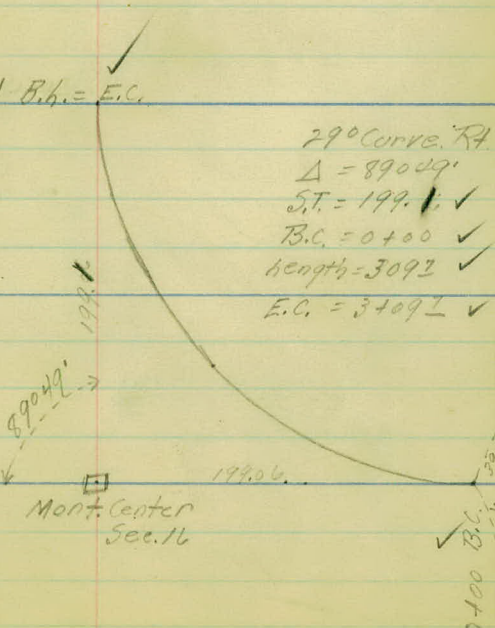 B.h. = E.C.
29° Curve. Rt.
Δ = 89°49'
S.T. = 199.
B.C. = 0+00
Length = 309.7
E.C. = 3+09.7
199.
89°49'
199.06
Mont. Center
Sec. 16
0+00 B.C.